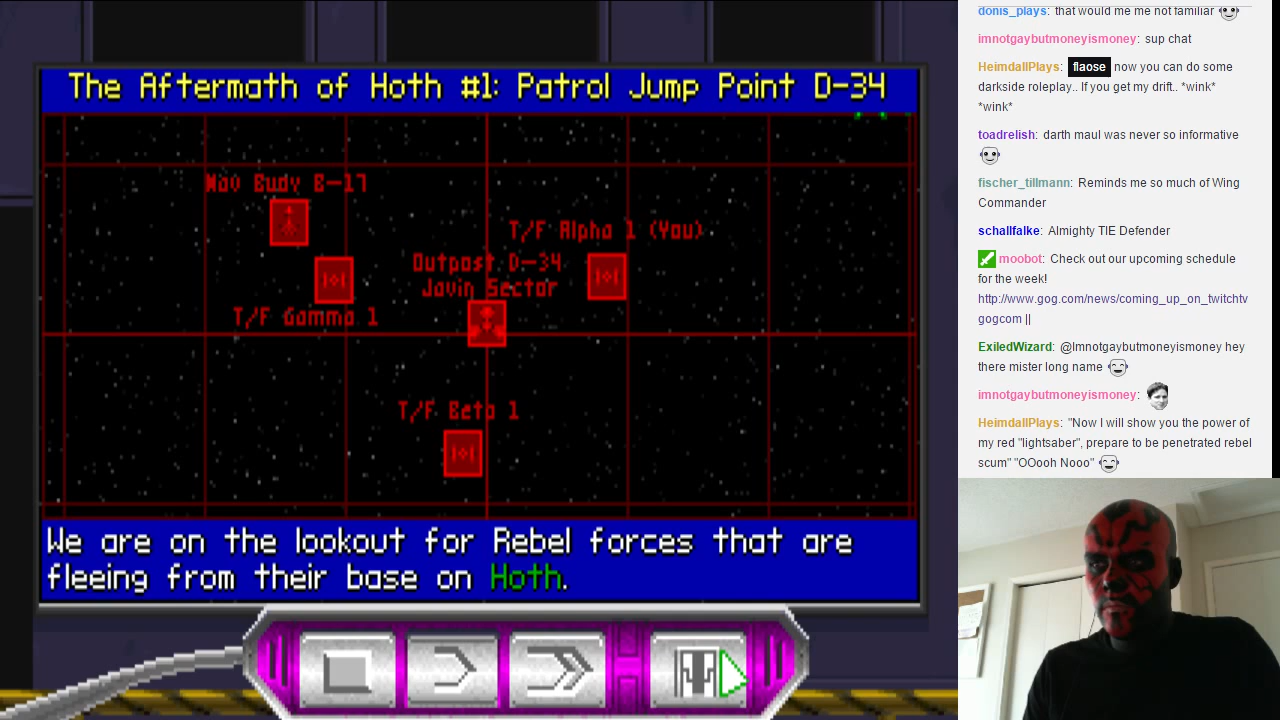 The Aftermath of Hoth #1: Patrol Jump Point D-34
Nav Buoy B-17
T/F Alpha 1 (You)
Outpost D-34
Javin Sector
T/F Gamma 1
T/F Beta 1
We are on the lookout for Rebel forces that are
fleeing from their base on Hoth.
donis_plays: that would me me not familiar
imnotgaybutmoneyismoney: sup chat
HeimdallPlays: flaose now you can do some
darkside roleplay.. If you get my drift.. *wink*
*wink*
toadrelish: darth maul was never so informative
fischer_tillmann: Reminds me so much of Wing
Commander
schallfalke: Almighty TIE Defender
moobot: Check out our upcoming schedule
for the week!
http://www.gog.com/news/coming_up_on_twitchtv
gogcom ||
ExiledWizard: @Imnotgaybutmoneyismoney hey
there mister long name
imnotgaybutmoneyismoney:
HeimdallPlays: "Now I will show you the power of
my red "lightsaber", prepare to be penetrated rebel
scum" "OOooh Nooo"